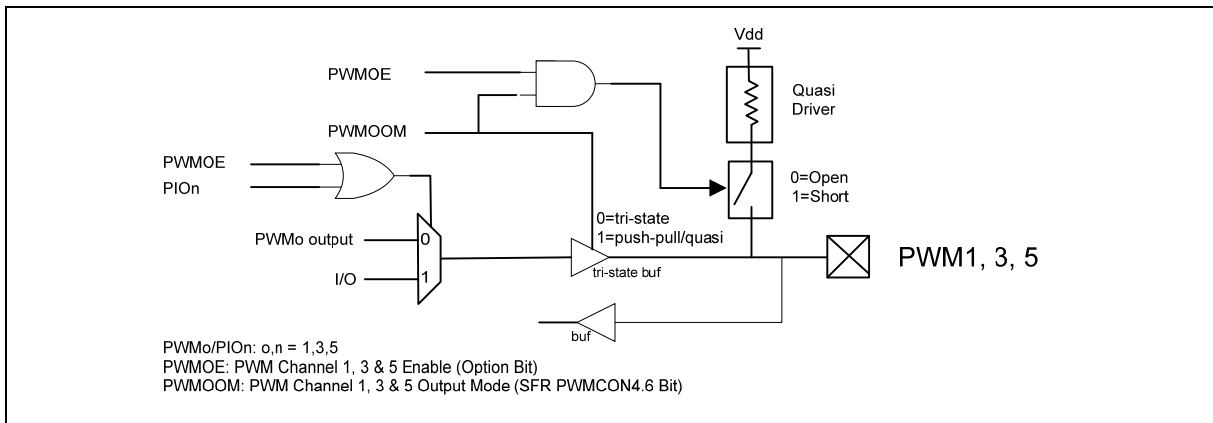 Vdd
PWMOE
Quasi
Driver
PWMOOM
PWMOE
PIOn
0=Open
1=Short
0=tri-state
1=push-pull/quasi
PWMo output
0
I/O
1
tri-state buf
PWM1, 3, 5
buf
PWMo/PIOn: o,n = 1,3,5
PWMOE: PWM Channel 1, 3 & 5 Enable (Option Bit)
PWMOOM: PWM Channel 1, 3 & 5 Output Mode (SFR PWMCON4.6 Bit)